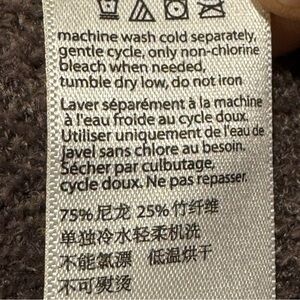 machine wash cold separately,
gentle cycle, only non-chlorine
bleach when needed,
tumble dry low, do not iron
Laver séparément à la machine
à l'eau froide au cycle doux.
Utiliser uniquement de l'eau de
Javel sans chlore au besoin.
Sécher par culbutage,
cycle doux. Ne pas repasser.
75% 尼龙 25% 竹纤维
单独冷水轻柔机洗
不能氯漂 低温烘干
不可熨烫